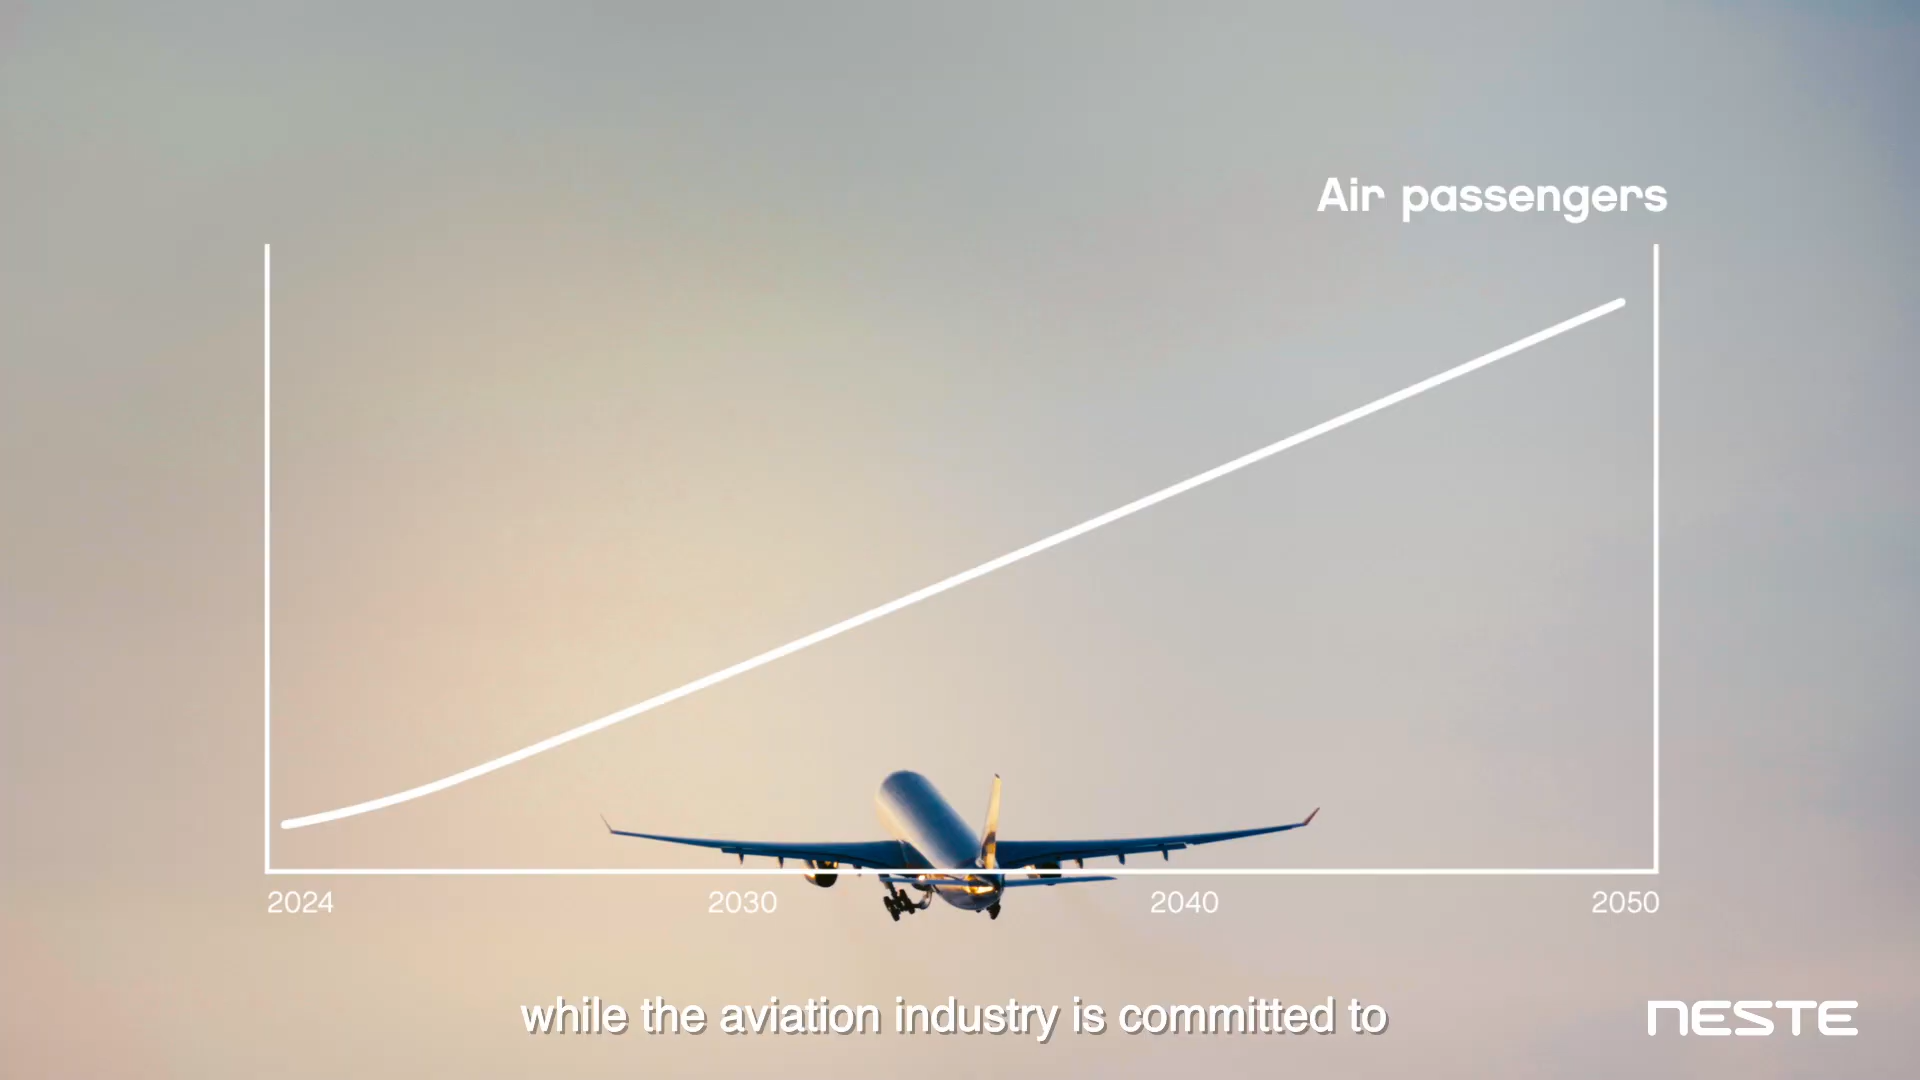 Air passengers
2024 2030 2040 2050
while the aviation industry is committed to
NESTE